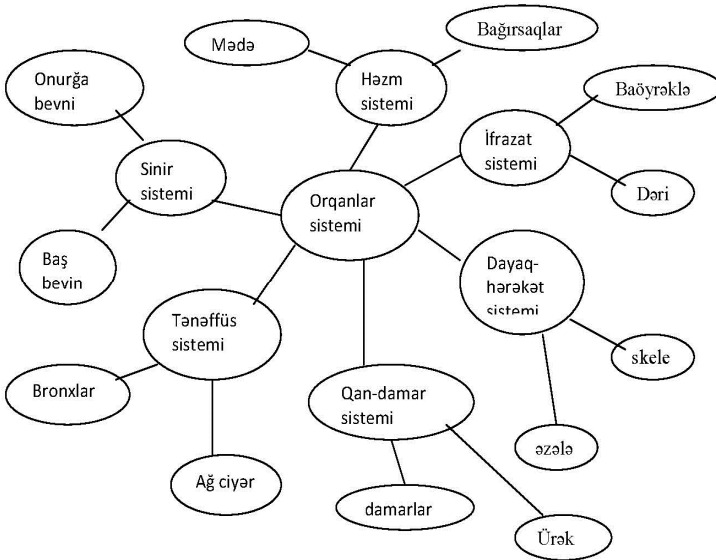 Mədə
Bağırsaqlar
Onurğa
bevni
Həzm
sistemi
Baöyrəklə
Sinir
sistemi
İfrazat
sistemi
Orqanlar
sistemi
Dəri
Baş
bevin
Dayaq-
hərəkət
sistemi
Tənəffüs
sistemi
skele
Bronxlar
Qan-damar
sistemi
əzələ
Ağ ciyər
damarlar
Ürək